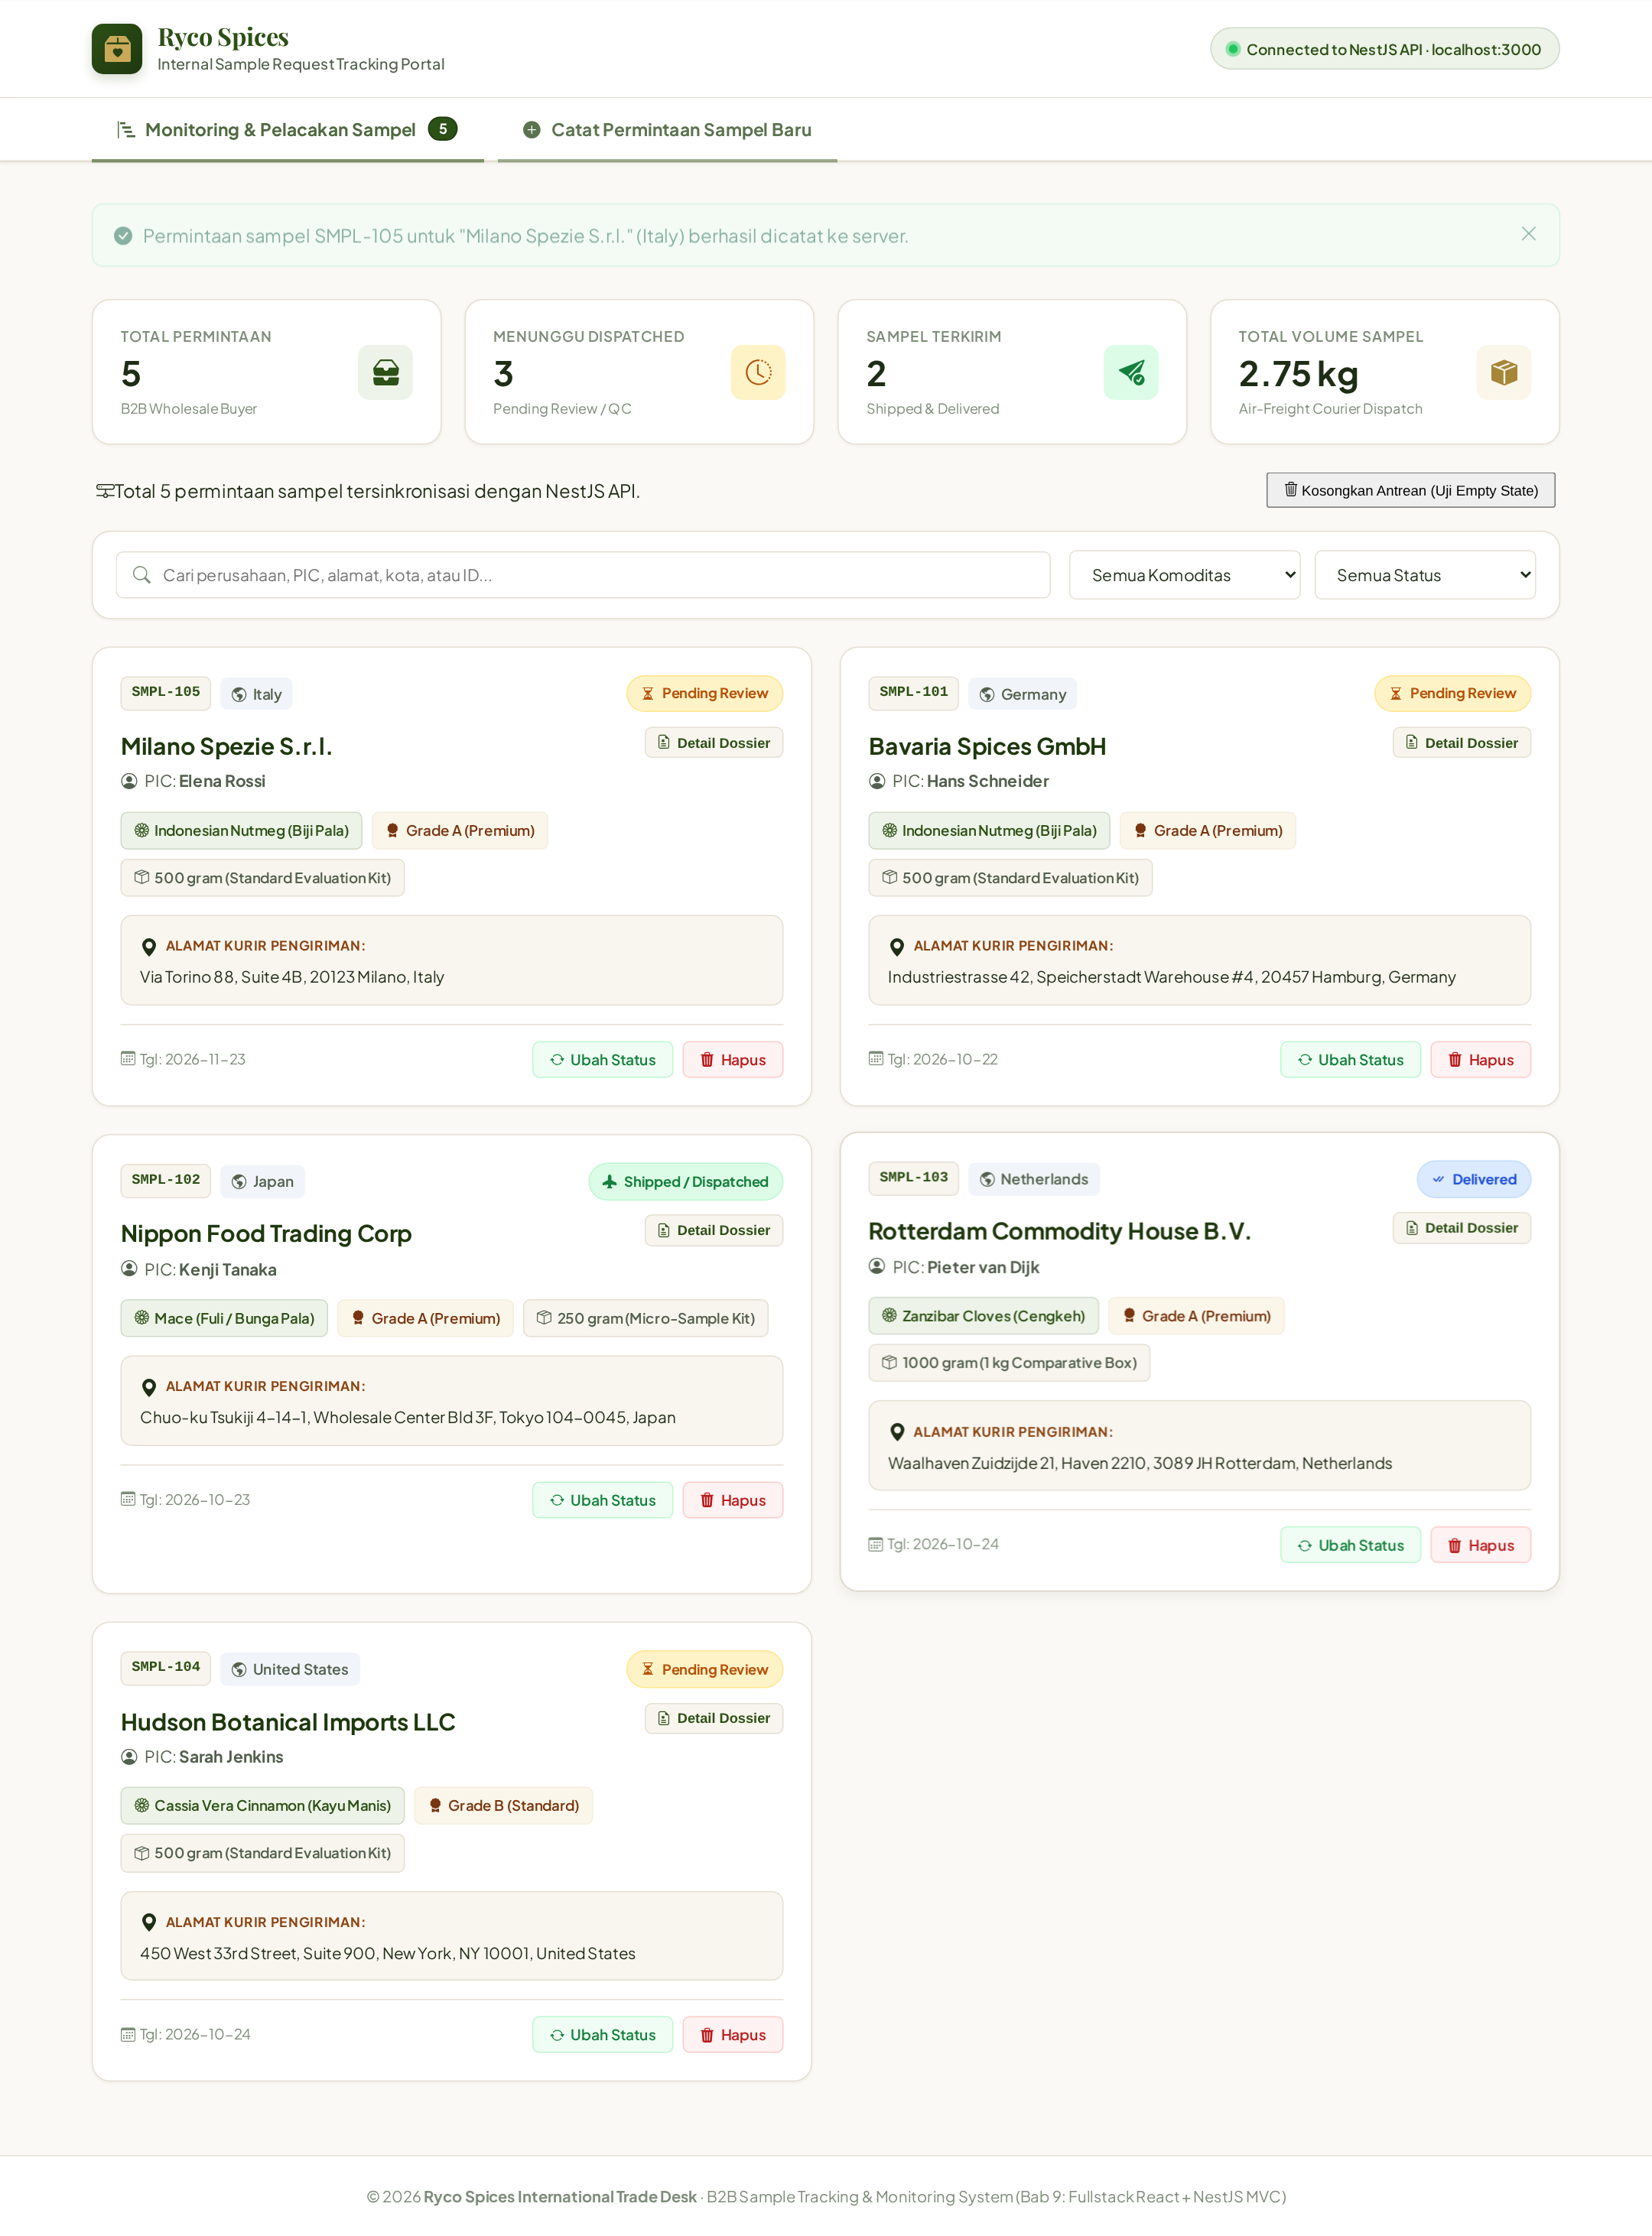 Ryco Spices
Internal Sample Request Tracking Portal
Connected to NestJS API · localhost:3000
Monitoring & Pelacakan Sampel 5
Catat Permintaan Sampel Baru
Permintaan sampel SMPL-105 untuk "Milano Spezie S.r.l." (Italy) berhasil dicatat ke server.
TOTAL PERMINTAAN
5
B2B Wholesale Buyer
MENUNGGU DISPATCHED
3
Pending Review / QC
SAMPEL TERKIRIM
2
Shipped & Delivered
TOTAL VOLUME SAMPEL
2.75 kg
Air-Freight Courier Dispatch
Total 5 permintaan sampel tersinkronisasi dengan NestJS API.
Kosongkan Antrean (Uji Empty State)
Cari perusahaan, PIC, alamat, kota, atau ID...
Semua Komoditas
Semua Status
SMPL-105 Italy Pending Review
Milano Spezie S.r.l. Detail Dossier
PIC: Elena Rossi
Indonesian Nutmeg (Biji Pala) Grade A (Premium)
500 gram (Standard Evaluation Kit)
ALAMAT KURIR PENGIRIMAN:
Via Torino 88, Suite 4B, 20123 Milano, Italy
Tgl: 2026-11-23 Ubah Status Hapus
SMPL-101 Germany Pending Review
Bavaria Spices GmbH Detail Dossier
PIC: Hans Schneider
Indonesian Nutmeg (Biji Pala) Grade A (Premium)
500 gram (Standard Evaluation Kit)
ALAMAT KURIR PENGIRIMAN:
Industriestrasse 42, Speicherstadt Warehouse #4, 20457 Hamburg, Germany
Tgl: 2026-10-22 Ubah Status Hapus
SMPL-102 Japan Shipped / Dispatched
Nippon Food Trading Corp Detail Dossier
PIC: Kenji Tanaka
Mace (Fuli / Bunga Pala) Grade A (Premium) 250 gram (Micro-Sample Kit)
ALAMAT KURIR PENGIRIMAN:
Chuo-ku Tsukiji 4-14-1, Wholesale Center Bld 3F, Tokyo 104-0045, Japan
Tgl: 2026-10-23 Ubah Status Hapus
SMPL-103 Netherlands Delivered
Rotterdam Commodity House B.V. Detail Dossier
PIC: Pieter van Dijk
Zanzibar Cloves (Cengkeh) Grade A (Premium)
1000 gram (1 kg Comparative Box)
ALAMAT KURIR PENGIRIMAN:
Waalhaven Zuidzijde 21, Haven 2210, 3089 JH Rotterdam, Netherlands
Tgl: 2026-10-24 Ubah Status Hapus
SMPL-104 United States Pending Review
Hudson Botanical Imports LLC Detail Dossier
PIC: Sarah Jenkins
Cassia Vera Cinnamon (Kayu Manis) Grade B (Standard)
500 gram (Standard Evaluation Kit)
ALAMAT KURIR PENGIRIMAN:
450 West 33rd Street, Suite 900, New York, NY 10001, United States
Tgl: 2026-10-24 Ubah Status Hapus
© 2026 Ryco Spices International Trade Desk · B2B Sample Tracking & Monitoring System (Bab 9: Fullstack React + NestJS MVC)